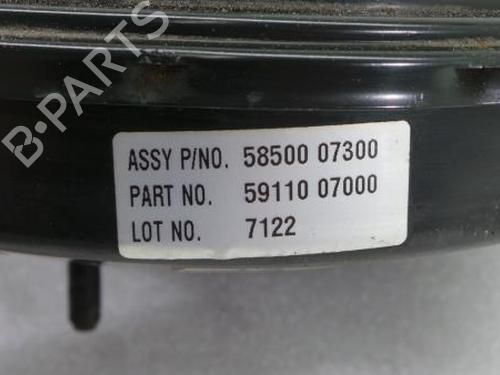 B-PARTS
ASSY P/NO. 58500 07300
PART NO. 59110 07000
LOT NO. 7122